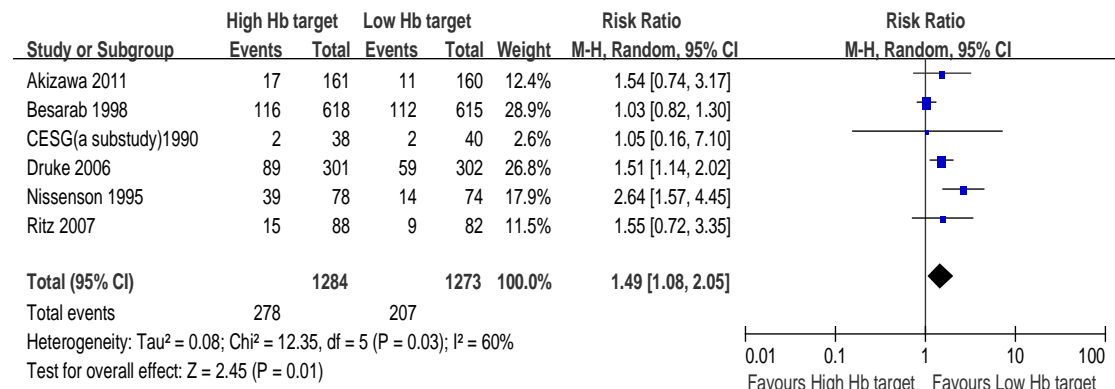 High Hb target Low Hb target Risk Ratio Risk Ratio
Study or Subgroup Events Total Events Total Weight M-H, Random, 95% CI M-H, Random, 95% CI
Akizawa 2011 17 161 11 160 12.4% 1.54 [0.74, 3.17]
Besarab 1998 116 618 112 615 28.9% 1.03 [0.82, 1.30]
CESG(a substudy)1990 2 38 2 40 2.6% 1.05 [0.16, 7.10]
Druke 2006 89 301 59 302 26.8% 1.51 [1.14, 2.02]
Nissenson 1995 39 78 14 74 17.9% 2.64 [1.57, 4.45]
Ritz 2007 15 88 9 82 11.5% 1.55 [0.72, 3.35]
Total (95% CI) 1284 1273 100.0% 1.49 [1.08, 2.05]
Total events 278 207
Heterogeneity: Tau² = 0.08; Chi² = 12.35, df = 5 (P = 0.03); I² = 60%
Test for overall effect: Z = 2.45 (P = 0.01)
0.01 0.1 1 10 100
Favours High Hb target Favours Low Hb target